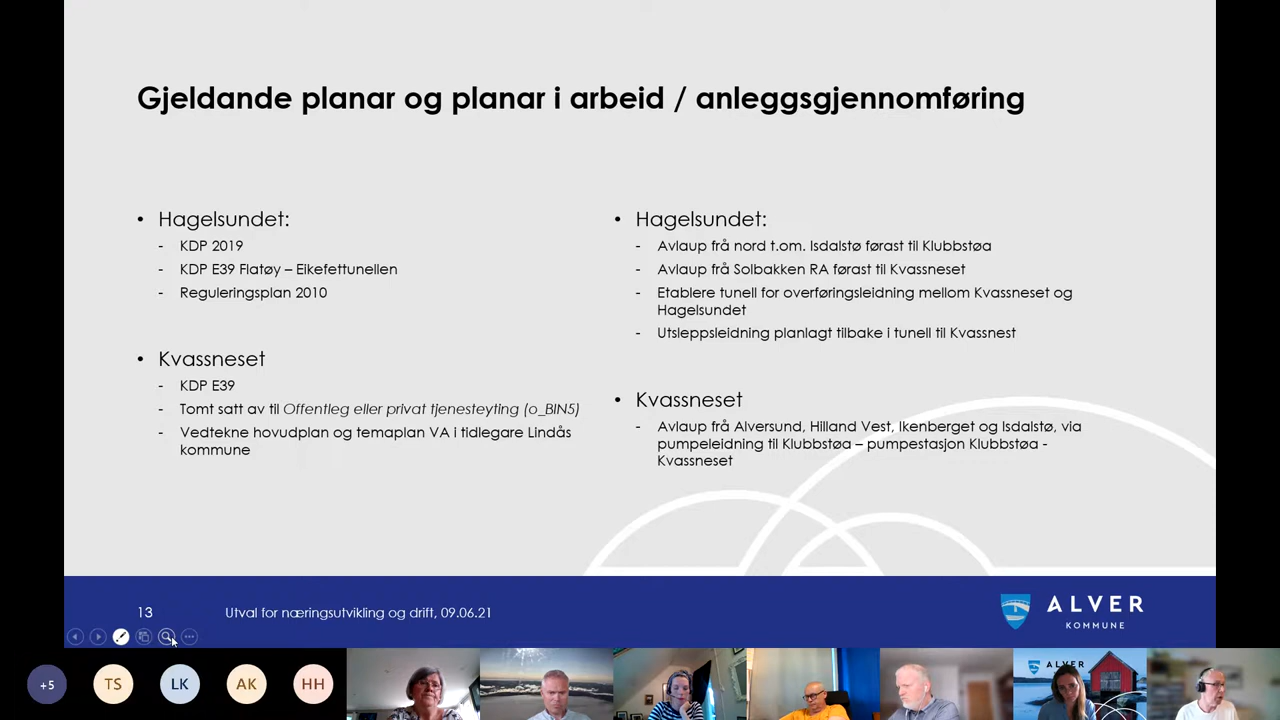 Gjeldande planar og planar i arbeid / anleggsgjennomføring
• Hagelsundet:
- KDP 2019
- KDP E39 Flatøy – Eikefettunellen
- Reguleringsplan 2010
• Kvassneset
- KDP E39
- Tomt satt av til Offentleg eller privat tjenesteyting (o_BIN5)
- Vedtekne hovudplan og temaplan VA i tidlegare Lindås
kommune
• Hagelsundet:
- Avlaup frå nord t.om. Isdalstø førast til Klubbstøa
- Avlaup frå Solbakken RA førast til Kvassneset
- Etablere tunell for overføringsleidning mellom Kvassneset og
Hagelsundet
- Utsleppsleidning planlagt tilbake i tunell til Kvassnest
• Kvassneset
- Avlaup frå Alversund, Hilland Vest, Ikenberget og Isdalstø, via
pumpeleidning til Klubbstøa – pumpestasjon Klubbstøa -
Kvassneset
13
Utval for næringsutvikling og drift, 09.06.21
ALVER
KOMMUNE
+5
TS
LK
AK
HH
ALVER